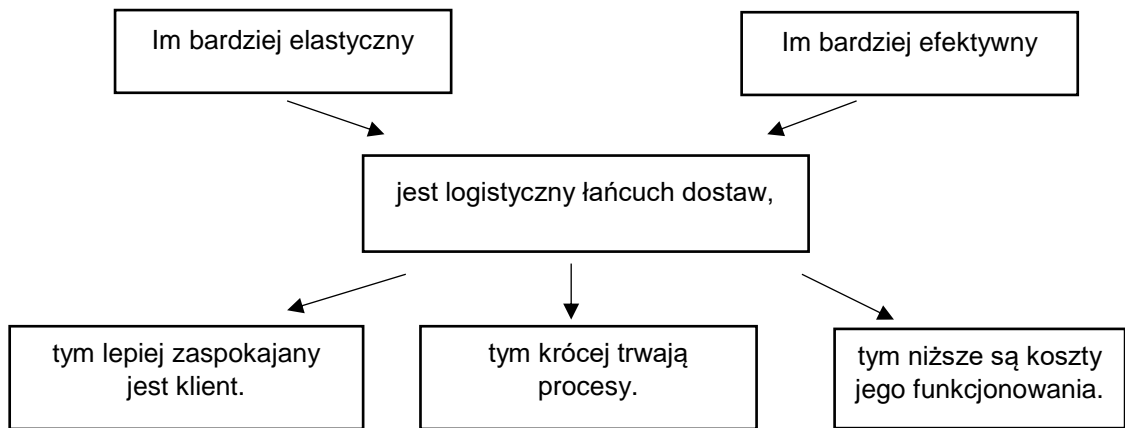 Im bardziej elastyczny
Im bardziej efektywny
jest logistyczny łańcuch dostaw,
tym lepiej zaspokajany
jest klient.
tym krócej trwają
procesy.
tym niższe są koszty
jego funkcjonowania.